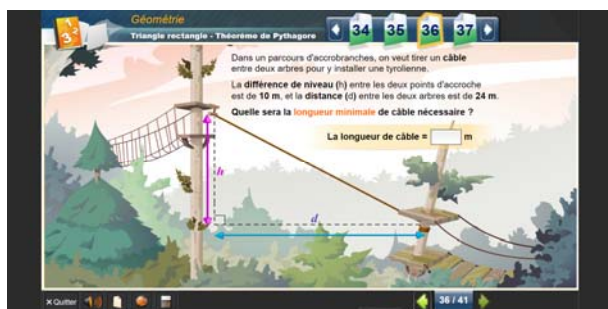 Géométrie
Triangle rectangle - Théorème de Pythagore
34 35 36 37
Dans un parcours d'accrobranches, on veut tirer un câble
entre deux arbres pour y installer une tyrolienne.
La différence de niveau (h) entre les deux points d'accroche
est de 10 m, et la distance (d) entre les deux arbres est de 24 m.
Quelle sera la longueur minimale de câble nécessaire ?
La longueur de câble = m
h
d
Quitter
36 / 41